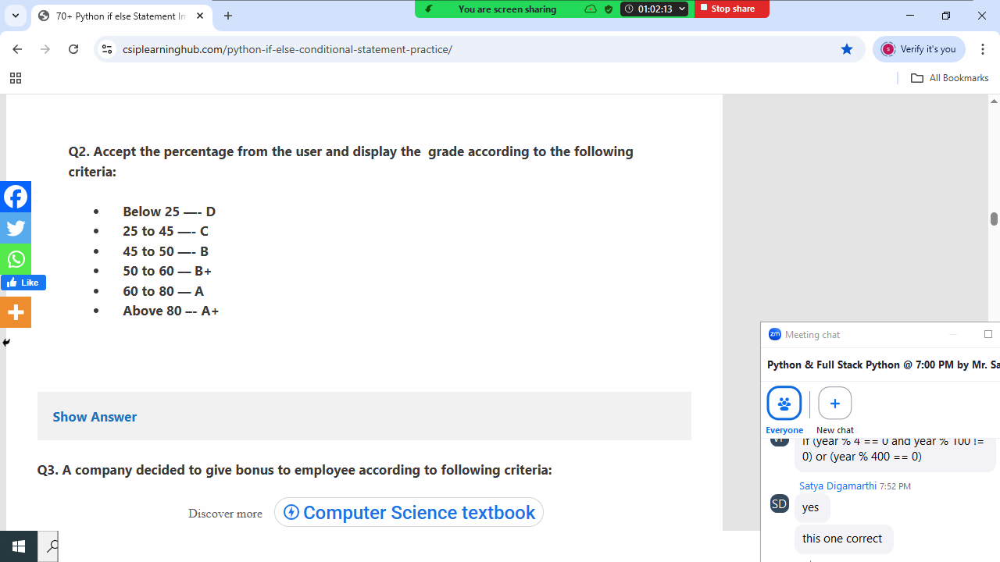 70+ Python if else Statement Im
You are screen sharing
01:02:13
Stop share
csiplearninghub.com/python-if-else-conditional-statement-practice/
s
Verify it's you
All Bookmarks
Q2. Accept the percentage from the user and display the  grade according to the following
criteria:
• Below 25 —- D
• 25 to 45 —- C
• 45 to 50 —- B
• 50 to 60 — B+
• 60 to 80 — A
• Above 80 –- A+
Like
Show Answer
Q3. A company decided to give bonus to employee according to following criteria:
Discover more
Computer Science textbook
zm
Meeting chat
Python & Full Stack Python @ 7:00 PM by Mr. Sa
Everyone
New chat
if (year % 4 == 0 and year % 100 !=
0) or (year % 400 == 0)
Satya Digamarthi 7:52 PM
SD
yes
this one correct